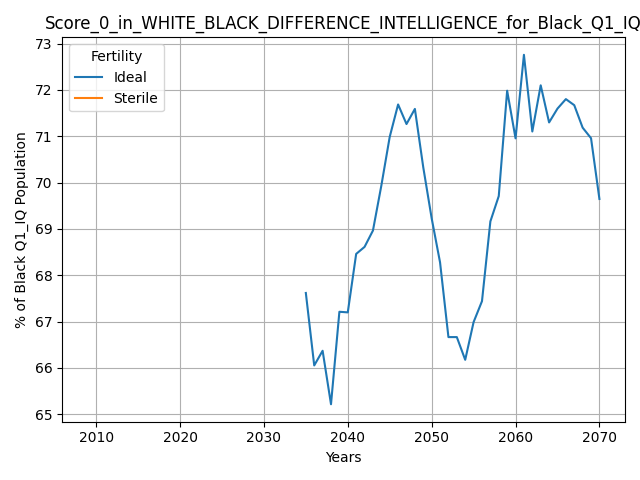 Score_0_in_WHITE_BLACK_DIFFERENCE_INTELLIGENCE_for_Black_Q1_IQ
Fertility
Ideal
Sterile
% of Black Q1_IQ Population
73
72
71
70
69
68
67
66
65
2010 2020 2030 2040 2050 2060 2070
Years